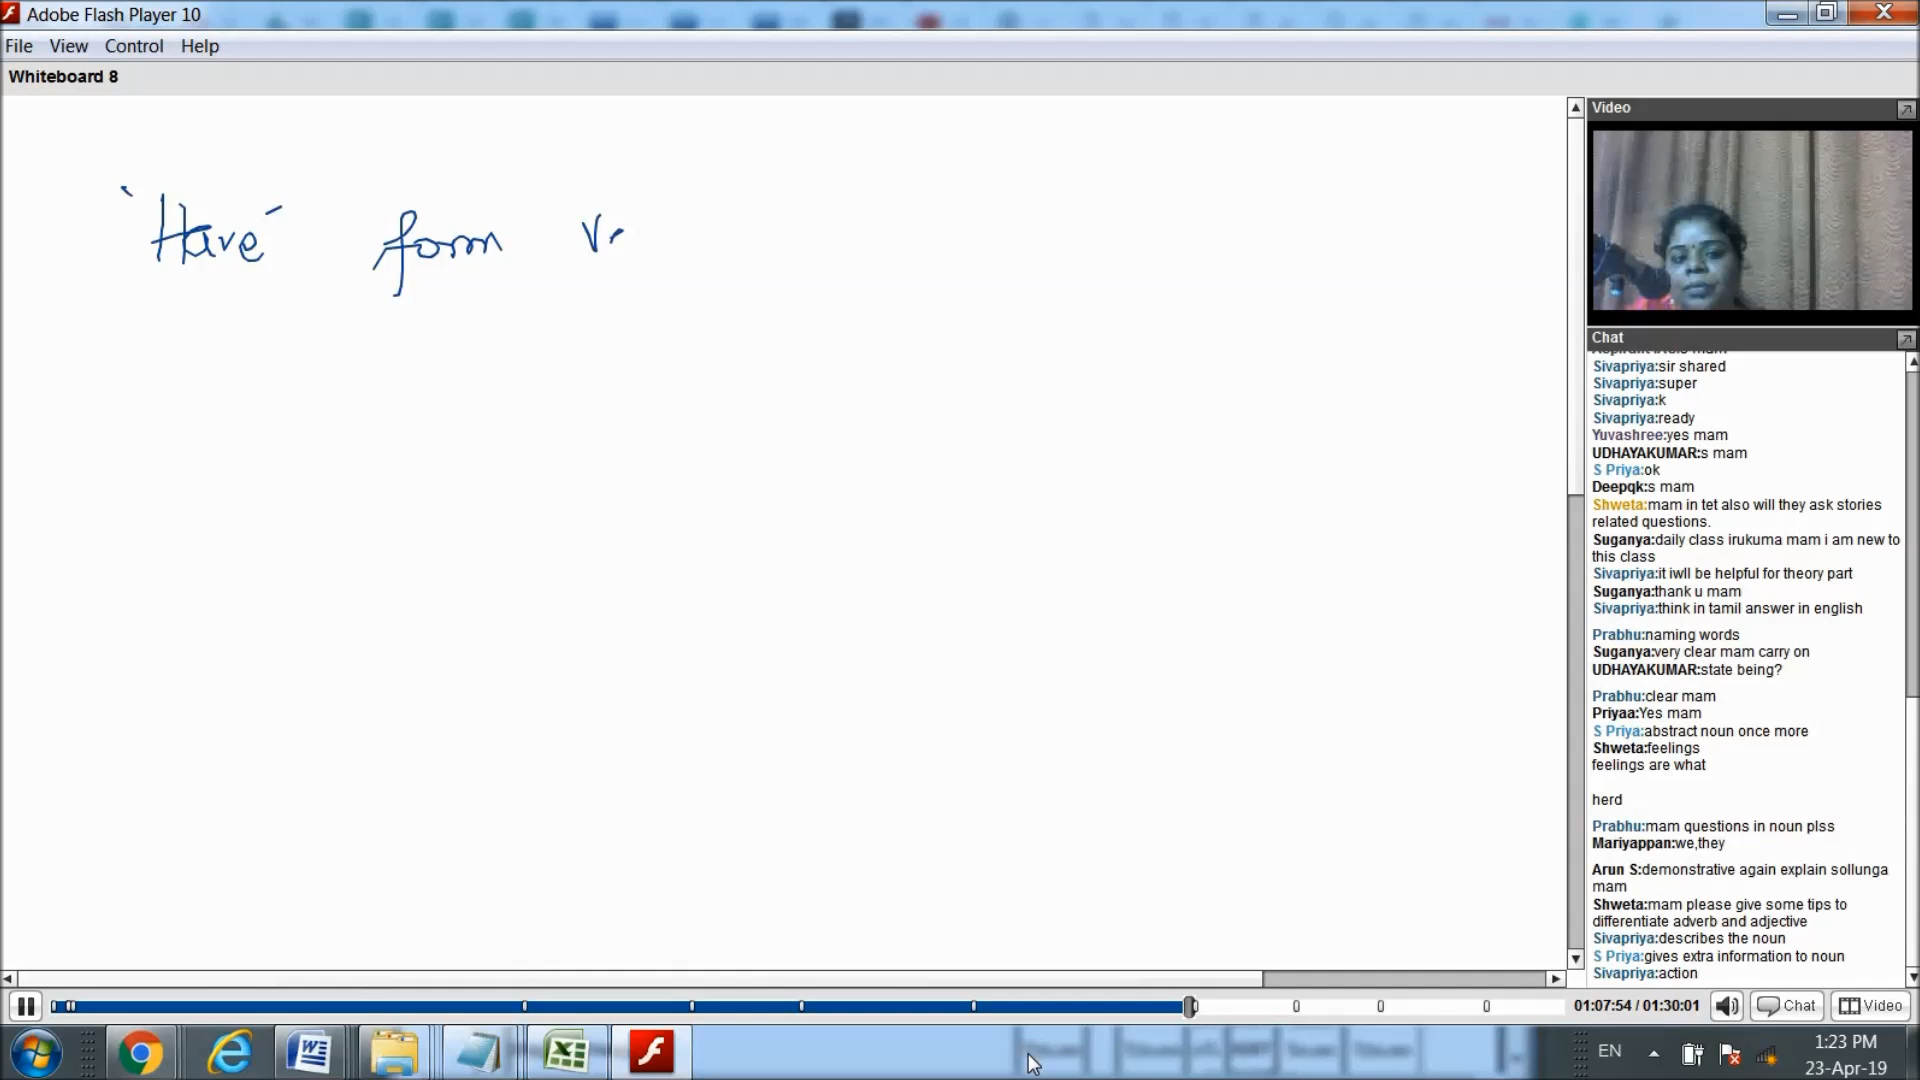 Adobe Flash Player 10
File View Control Help
Whiteboard 8
`Have´ form
Video
Chat
Sivapriya:sir shared
Sivapriya:super
Sivapriya:k
Sivapriya:ready
Yuvashree:yes mam
UDHAYAKUMAR:s mam
S Priya:ok
Deepqk:s mam
Shweta:mam in tet also will they ask stories
related questions.
Suganya:daily class irukuma mam i am new to
this class
Sivapriya:it iwll be helpful for theory part
Suganya:thank u mam
Sivapriya:think in tamil answer in english
Prabhu:naming words
Suganya:very clear mam carry on
UDHAYAKUMAR:state being?
Prabhu:clear mam
Priyaa:Yes mam
S Priya:abstract noun once more
Shweta:feelings
feelings are what
herd
Prabhu:mam questions in noun plss
Mariyappan:we,they
Arun S:demonstrative again explain sollunga
mam
Shweta:mam please give some tips to
differentiate adverb and adjective
Sivapriya:describes the noun
S Priya:gives extra information to noun
Sivapriya:action
01:07:54 / 01:30:01 Chat Video
EN 1:23 PM
23-Apr-19